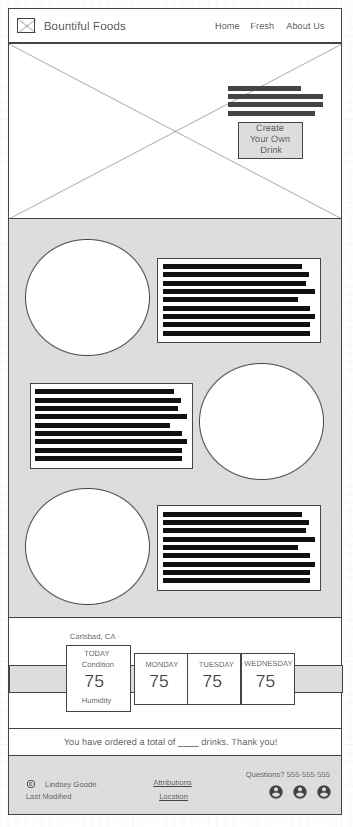 Bountiful Foods
Home Fresh About Us
Create
Your Own
Drink
Carlsbad, CA
TODAY
Condition
75
Humidity
MONDAY
75
TUESDAY
75
WEDNESDAY
75
You have ordered a total of ____ drinks. Thank you!
© Lindsey Goode
Last Modified
Attributions
Location
Questions? 555-555-555